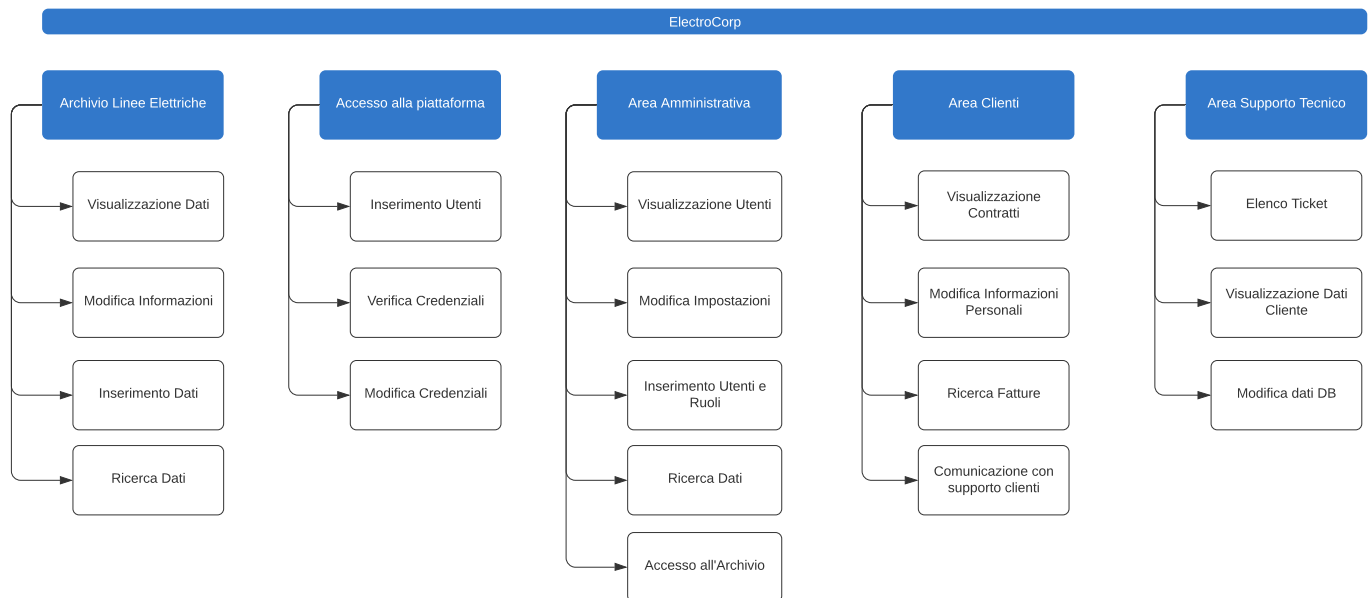 ElectroCorp
Archivio Linee Elettriche
Visualizzazione Dati
Modifica Informazioni
Inserimento Dati
Ricerca Dati
Accesso alla piattaforma
Inserimento Utenti
Verifica Credenziali
Modifica Credenziali
Area Amministrativa
Visualizzazione Utenti
Modifica Impostazioni
Inserimento Utenti e
Ruoli
Ricerca Dati
Accesso all'Archivio
Area Clienti
Visualizzazione
Contratti
Modifica Informazioni
Personali
Ricerca Fatture
Comunicazione con
supporto clienti
Area Supporto Tecnico
Elenco Ticket
Visualizzazione Dati
Cliente
Modifica dati DB